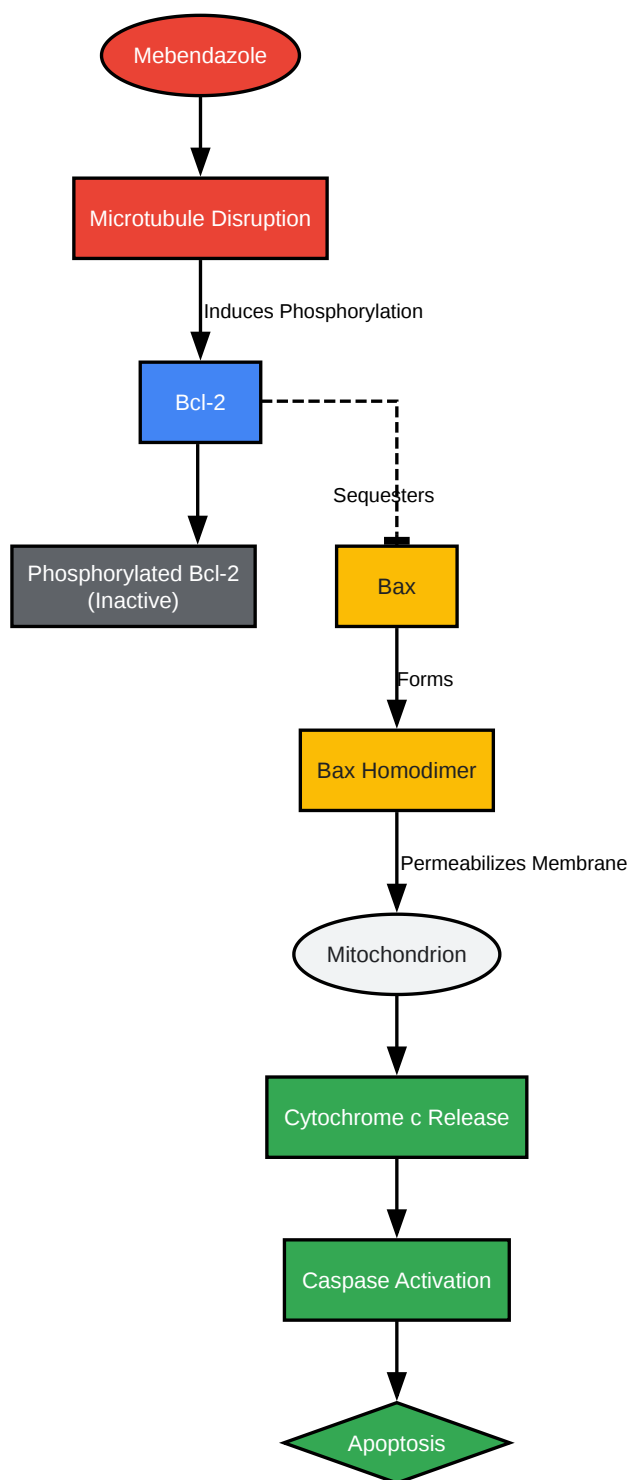 Mebendazole
Microtubule Disruption
Induces Phosphorylation
Bcl-2
Sequesters
Phosphorylated Bcl-2
(Inactive)
Bax
Forms
Bax Homodimer
Permeabilizes Membrane
Mitochondrion
Cytochrome c Release
Caspase Activation
Apoptosis